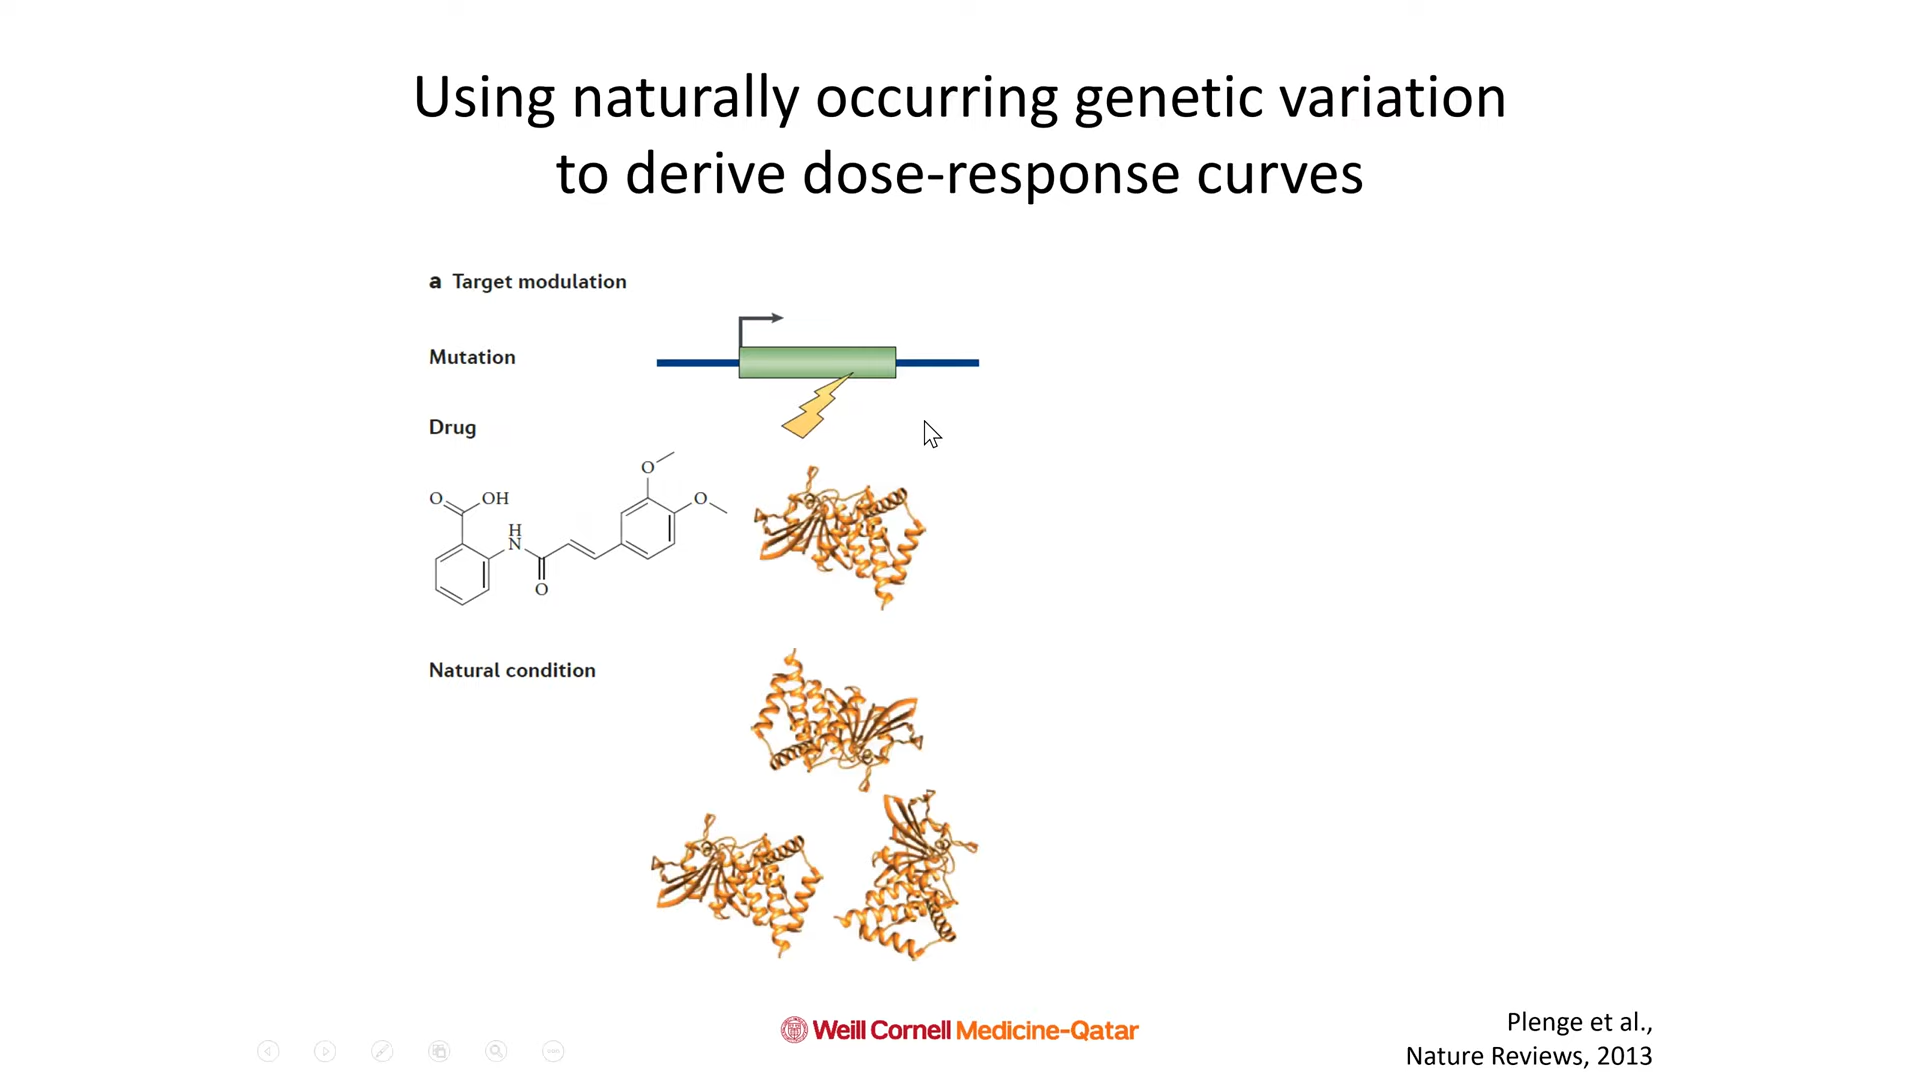 Using naturally occurring genetic variation
to derive dose-response curves
a Target modulation
Mutation
Drug
O
O
O
OH
H
N
O
Natural condition
Weill Cornell Medicine-Qatar
Plenge et al.,
Nature Reviews, 2013